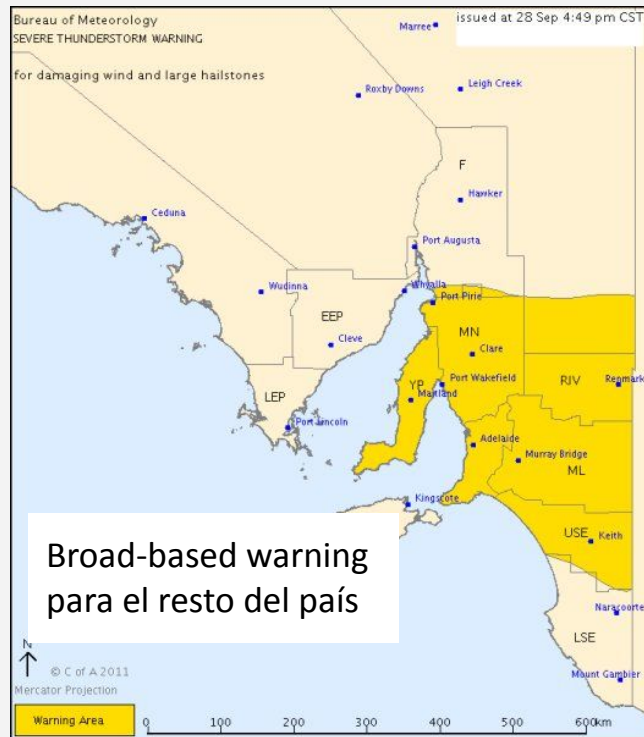 Bureau of Meteorology
issued at 28 Sep 4:49 pm CST
SEVERE THUNDERSTORM WARNING
for damaging wind and large hailstones
Marree
Roxby Downs
Leigh Creek
F
Hawker
Ceduna
Port Augusta
Wudinna
Whyalla
Port Pirie
EEP
MN
Cleve
Clare
YP
Port Wakefield
RIV
Renmark
LEP
Maitland
Port Lincoln
Adelaide
Murray Bridge
ML
Kingscote
USE
Keith
Broad-based warning
para el resto del país
Naracoorte
LSE
N
© C of A 2011
Mount Gambier
Mercator Projection
Warning Area
0 100 200 300 400 500 600km